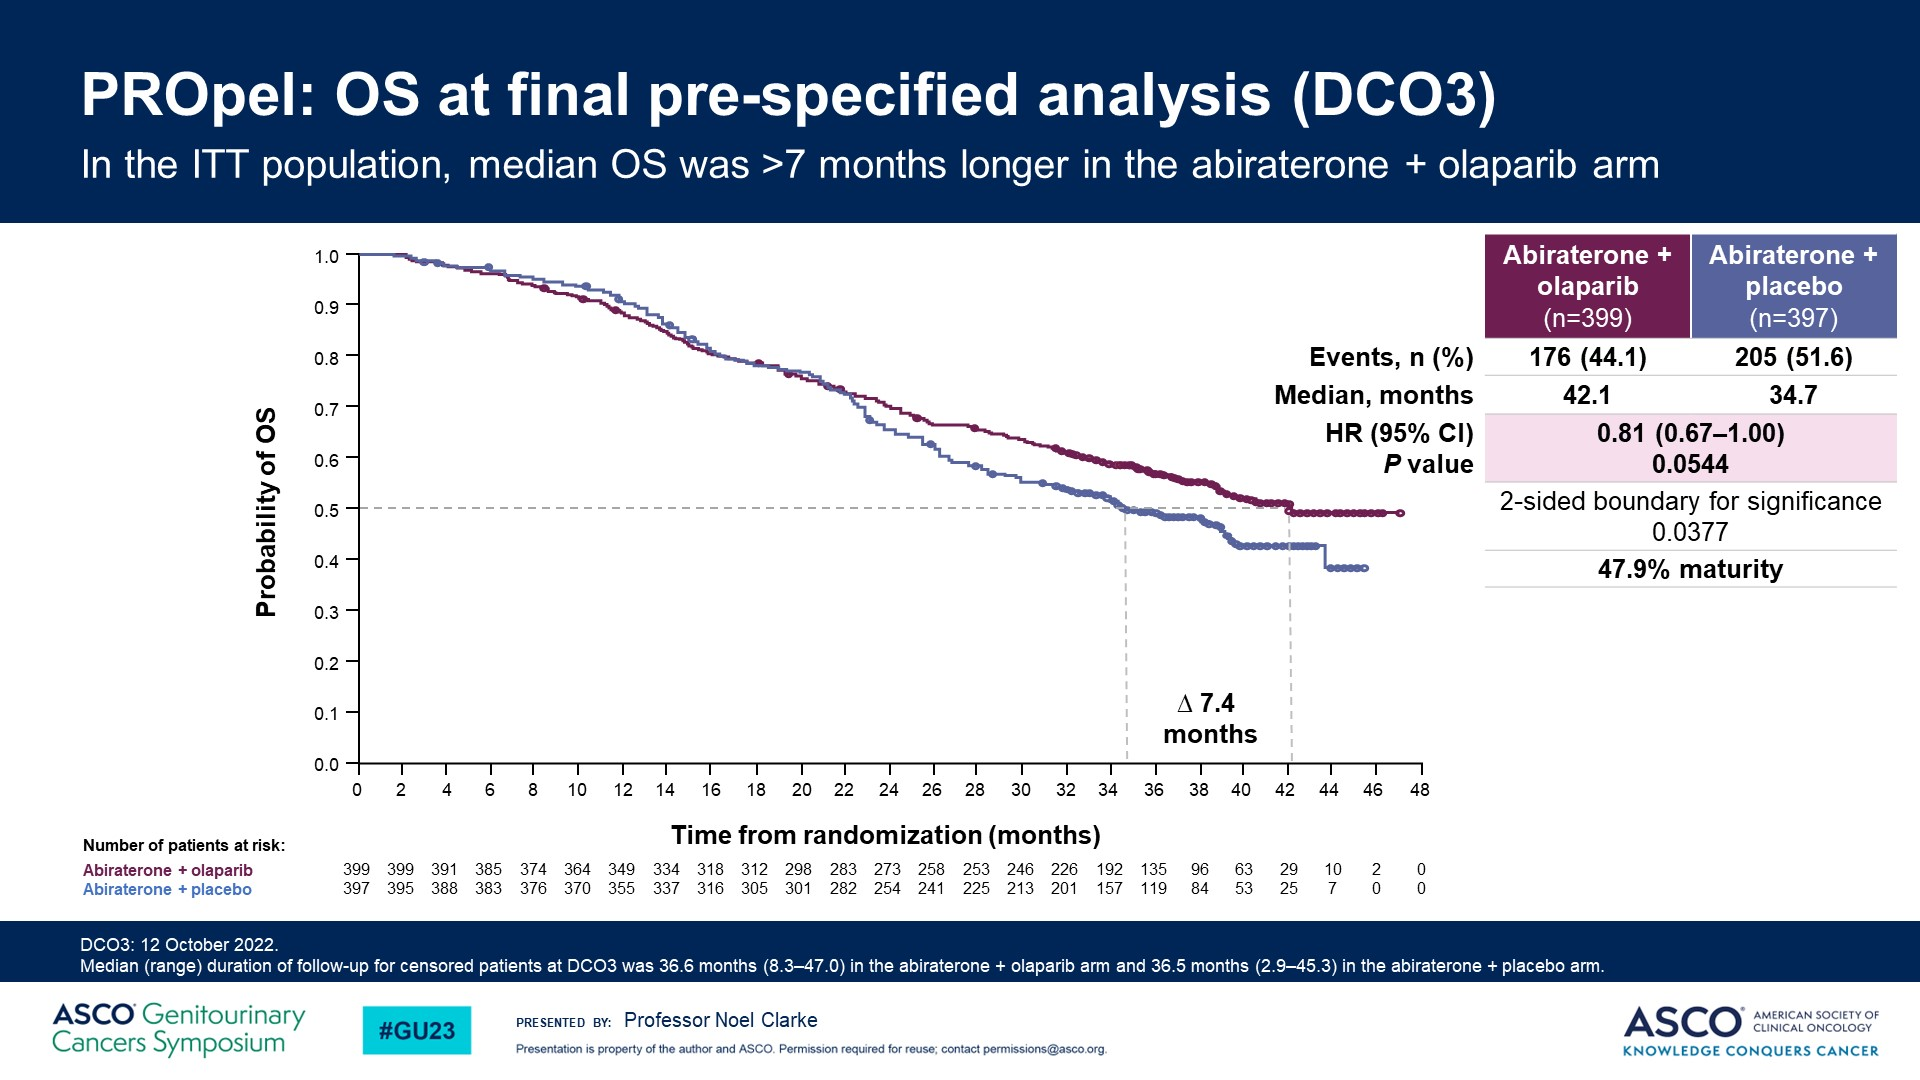 PROpel: OS at final pre-specified analysis (DCO3)
In the ITT population, median OS was >7 months longer in the abiraterone + olaparib arm
Abiraterone + olaparib (n=399)
Abiraterone + placebo (n=397)
Events, n (%) 176 (44.1) 205 (51.6)
Median, months 42.1 34.7
HR (95% CI) 0.81 (0.67–1.00)
P value 0.0544
2-sided boundary for significance
0.0377
47.9% maturity
Probability of OS
1.0
0.9
0.8
0.7
0.6
0.5
0.4
0.3
0.2
0.1
0.0
Δ 7.4
months
0 2 4 6 8 10 12 14 16 18 20 22 24 26 28 30 32 34 36 38 40 42 44 46 48
Time from randomization (months)
Number of patients at risk:
Abiraterone + olaparib 399 399 391 385 374 364 349 334 318 312 298 283 273 258 253 246 226 192 135 96 63 29 10 2 0
Abiraterone + placebo 397 395 388 383 376 370 355 337 316 305 301 282 254 241 225 213 201 157 119 84 53 25 7 0 0
DCO3: 12 October 2022.
Median (range) duration of follow-up for censored patients at DCO3 was 36.6 months (8.3–47.0) in the abiraterone + olaparib arm and 36.5 months (2.9–45.3) in the abiraterone + placebo arm.
ASCO Genitourinary
Cancers Symposium
#GU23
PRESENTED BY: Professor Noel Clarke
Presentation is property of the author and ASCO. Permission required for reuse; contact permissions@asco.org.
ASCO AMERICAN SOCIETY OF
CLINICAL ONCOLOGY
KNOWLEDGE CONQUERS CANCER